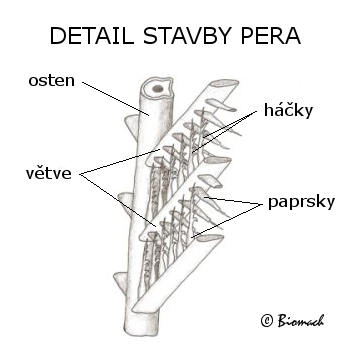 DETAIL STAVBY PERA
osten
háčky
větve
paprsky
© Biomach